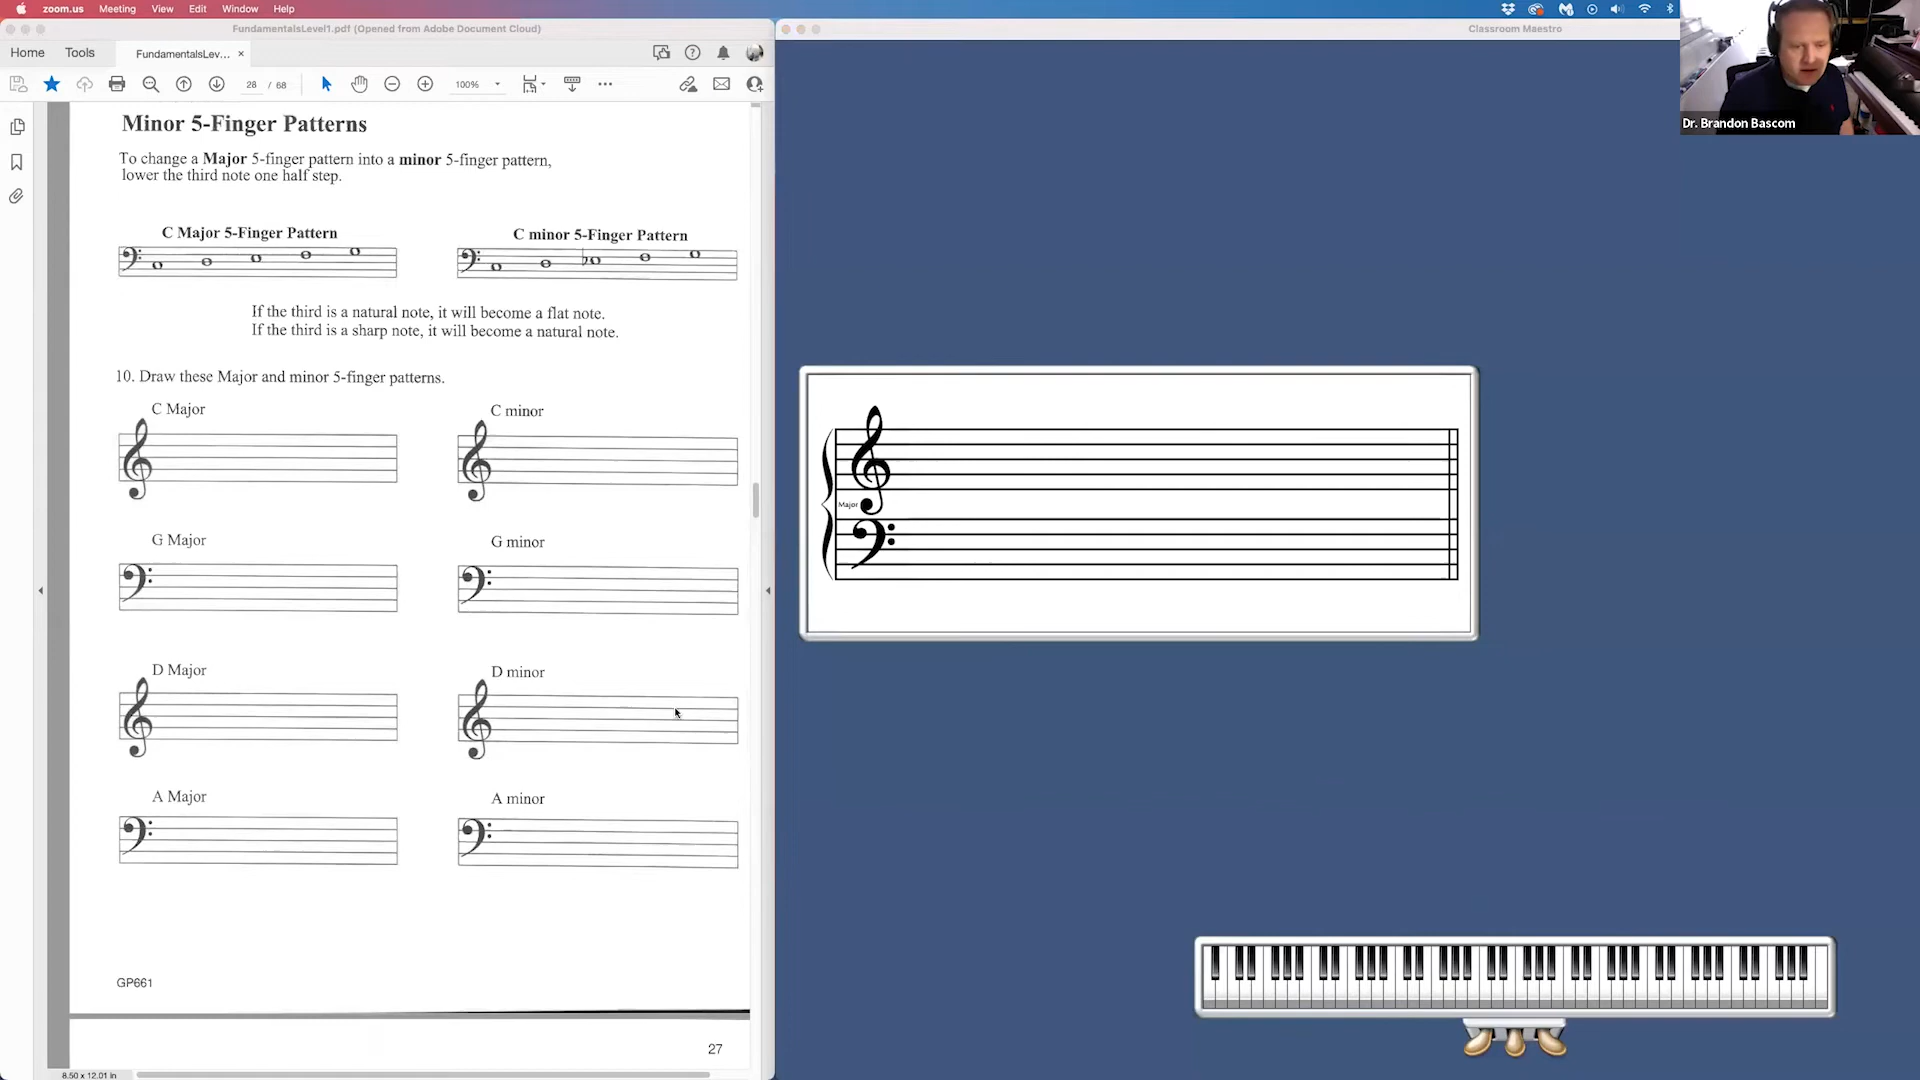 zoom.us Meeting View Edit Window Help
FundamentalsLevel1.pdf (Opened from Adobe Document Cloud)
Classroom Maestro
Home Tools FundamentalsLev... ×
28 / 68 100%
Dr. Brandon Bascom
Minor 5-Finger Patterns
To change a Major 5-finger pattern into a minor 5-finger pattern,
lower the third note one half step.
C Major 5-Finger Pattern
C minor 5-Finger Pattern
If the third is a natural note, it will become a flat note.
If the third is a sharp note, it will become a natural note.
10. Draw these Major and minor 5-finger patterns.
C Major
C minor
G Major
G minor
D Major
D minor
A Major
A minor
GP661
27
8.50 x 12.01 in
Major